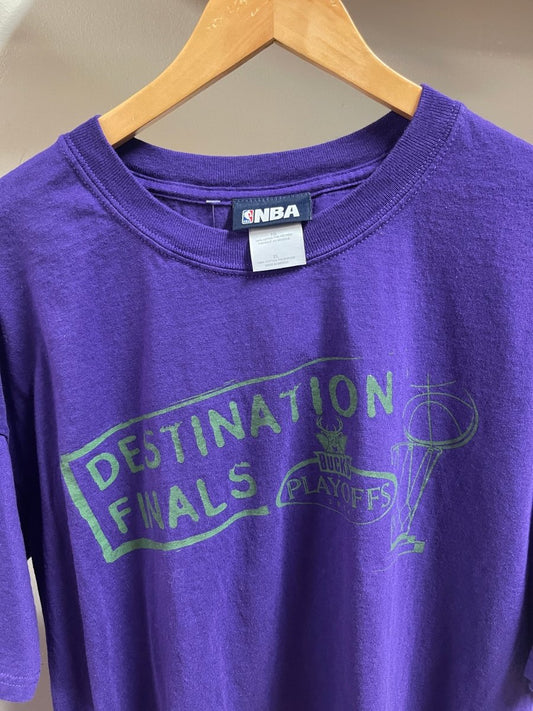 NBA
XL
DESTINATION
FINALS
BUCKS
PLAYOFFS